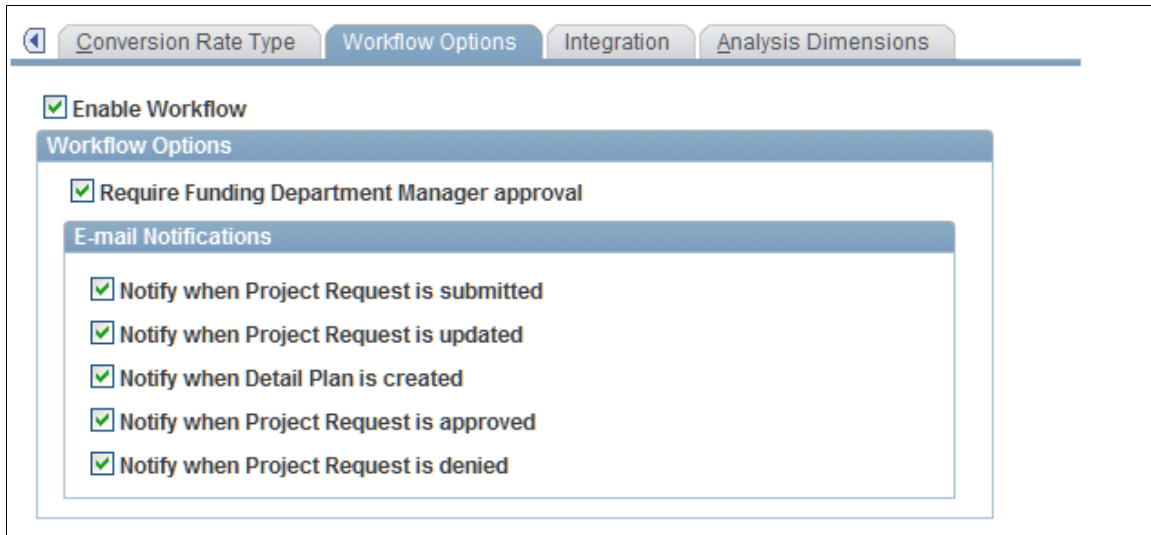 Conversion Rate Type Workflow Options Integration Analysis Dimensions
Enable Workflow
Workflow Options
Require Funding Department Manager approval
E-mail Notifications
Notify when Project Request is submitted
Notify when Project Request is updated
Notify when Detail Plan is created
Notify when Project Request is approved
Notify when Project Request is denied